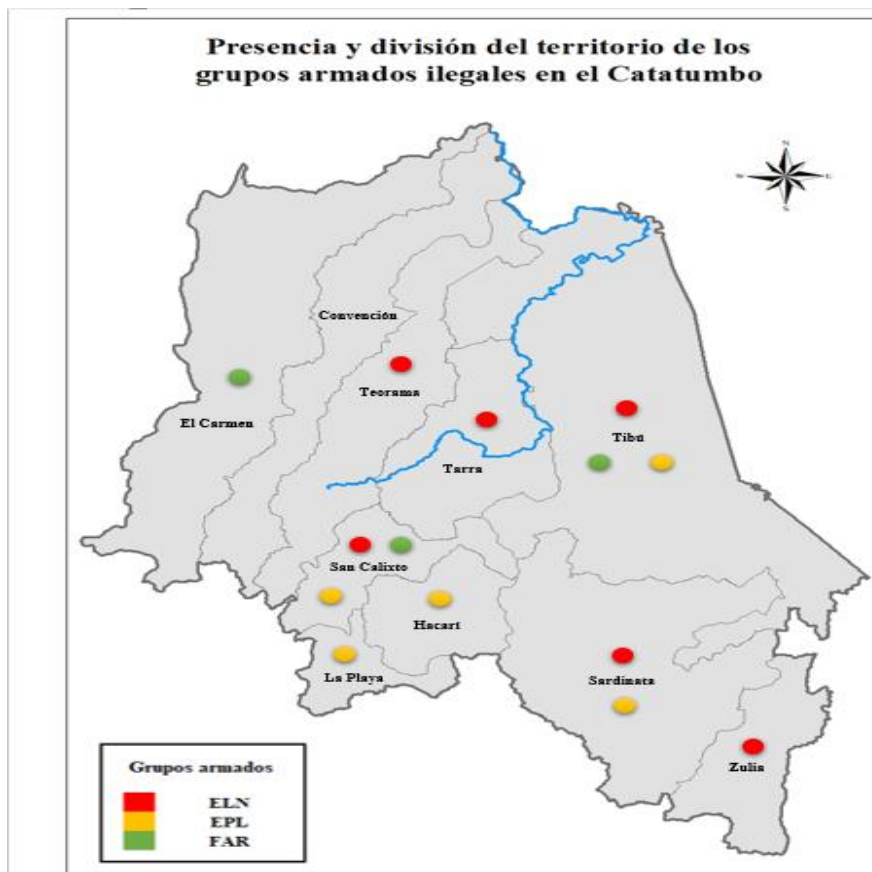 Presencia y división del territorio de los
grupos armados ilegales en el Catatumbo
N
W
E
S
Convención
Teorama
El Carmen
Tibú
Tarra
San Calixto
Hacarí
La Playa
Sardinata
Zulia
Grupos armados
ELN
EPL
FAR